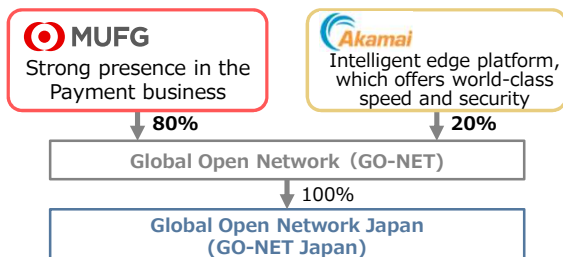 MUFG
Strong presence in the
Payment business
Akamai
Intelligent edge platform,
which offers world-class
speed and security
80%
20%
Global Open Network（GO-NET）
100%
Global Open Network Japan
(GO-NET Japan)